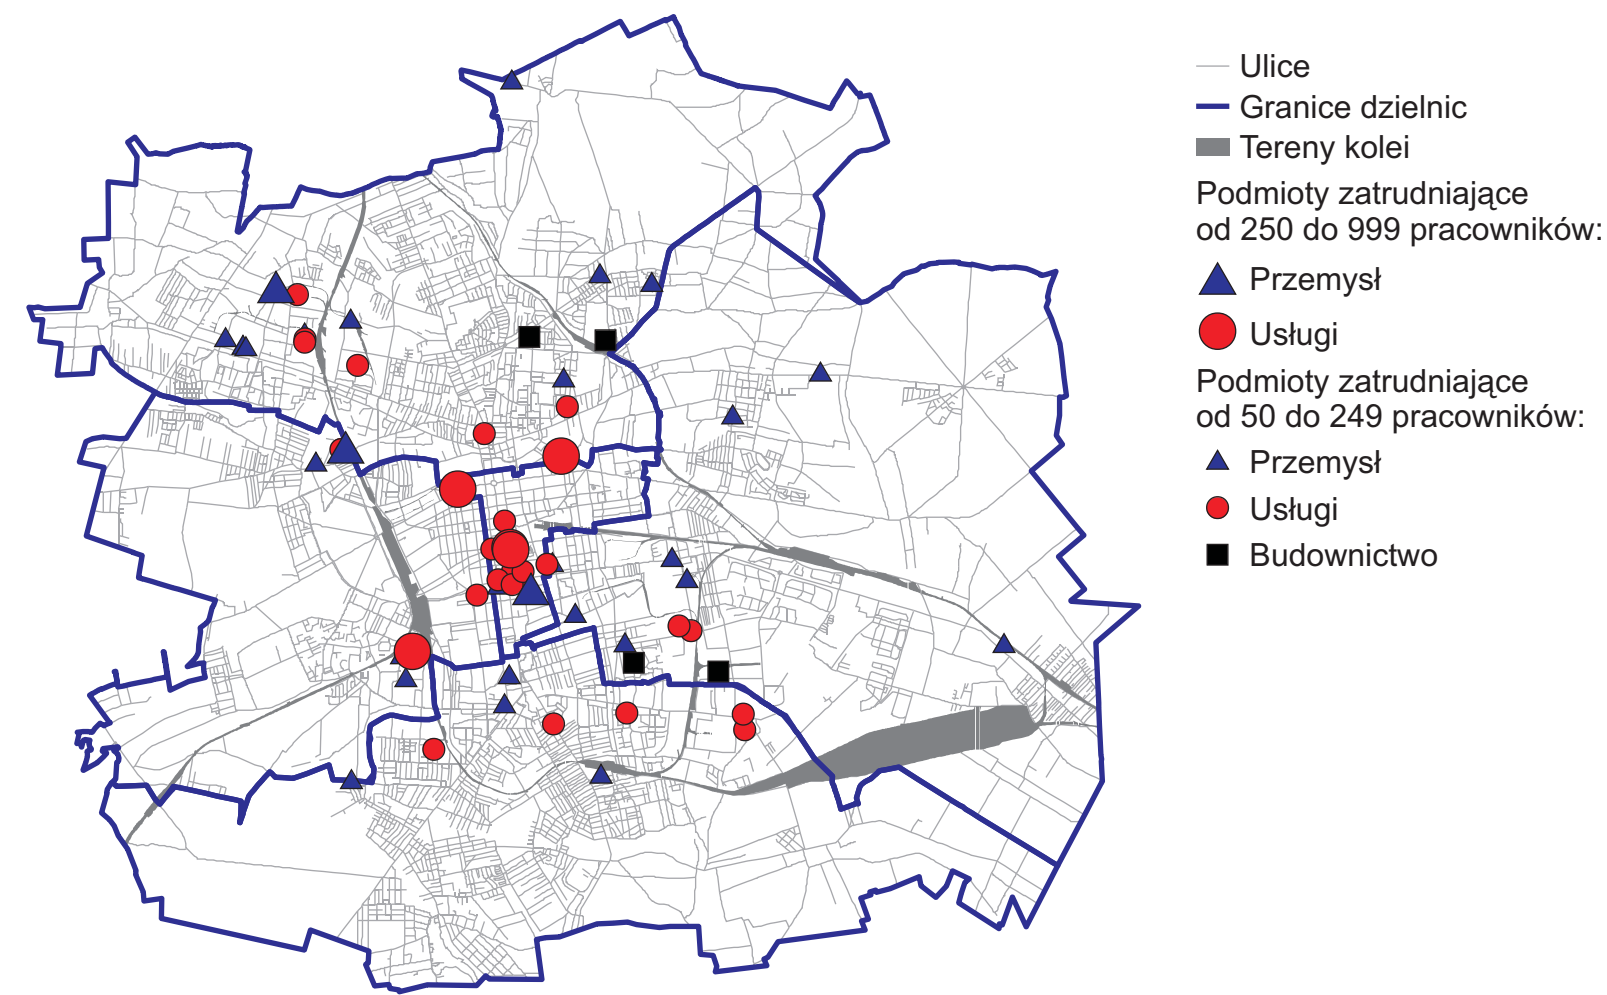 Ulice
Granice dzielnic
Tereny kolei
Podmioty zatrudniające
od 250 do 999 pracowników:
Przemysł
Usługi
Podmioty zatrudniające
od 50 do 249 pracowników:
Przemysł
Usługi
Budownictwo